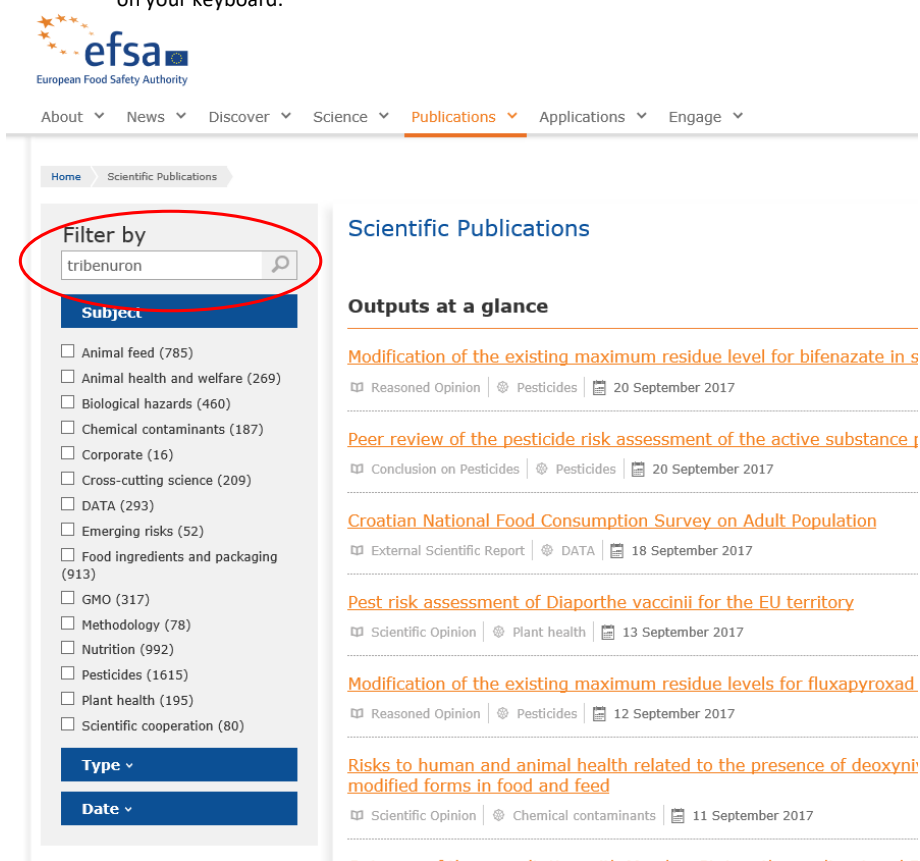 on your keyboard.
efsa
European Food Safety Authority
About News Discover Science Publications Applications Engage
Home Scientific Publications
Filter by
tribenuron
Subject
Animal feed (785)
Animal health and welfare (269)
Biological hazards (460)
Chemical contaminants (187)
Corporate (16)
Cross-cutting science (209)
DATA (293)
Emerging risks (52)
Food ingredients and packaging
(913)
GMO (317)
Methodology (78)
Nutrition (992)
Pesticides (1615)
Plant health (195)
Scientific cooperation (80)
Type
Date
Scientific Publications
Outputs at a glance
Modification of the existing maximum residue level for bifenazate in s
Reasoned Opinion Pesticides 20 September 2017
Peer review of the pesticide risk assessment of the active substance p
Conclusion on Pesticides Pesticides 20 September 2017
Croatian National Food Consumption Survey on Adult Population
External Scientific Report DATA 18 September 2017
Pest risk assessment of Diaporthe vaccinii for the EU territory
Scientific Opinion Plant health 13 September 2017
Modification of the existing maximum residue levels for fluxapyroxad
Reasoned Opinion Pesticides 12 September 2017
Risks to human and animal health related to the presence of deoxyniv
modified forms in food and feed
Scientific Opinion Chemical contaminants 11 September 2017